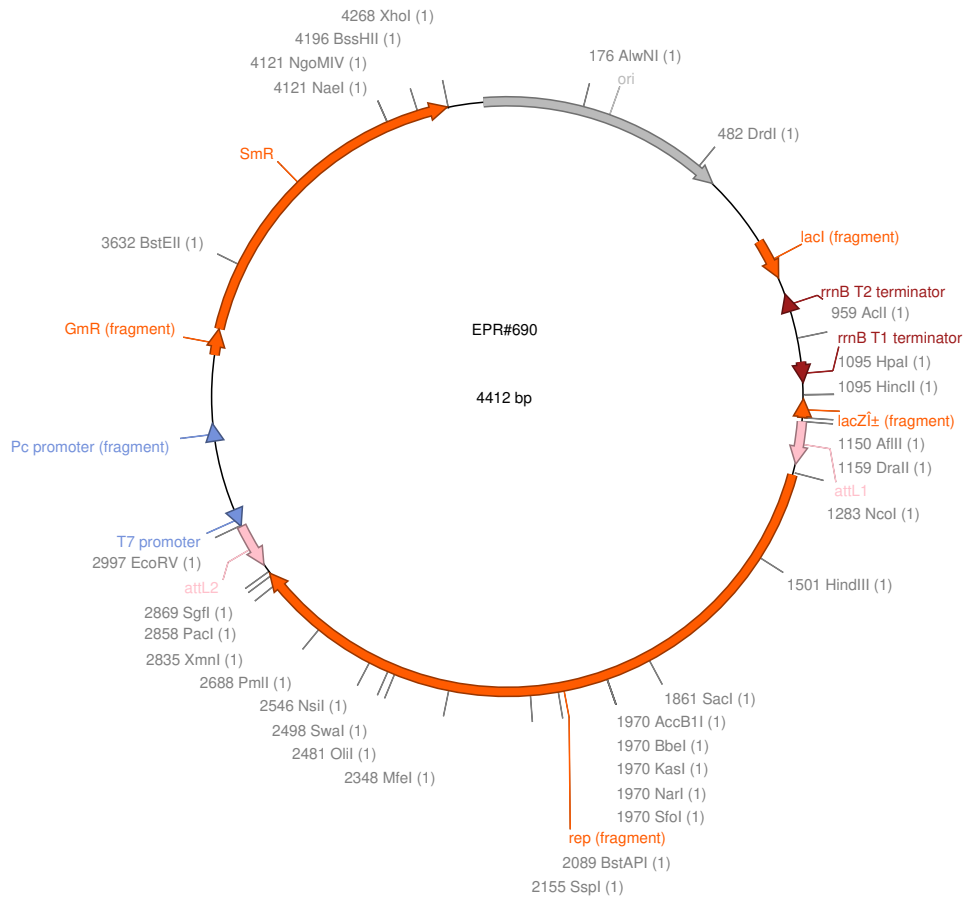 4268 XhoI (1)
4196 BssHII (1)
4121 NgoMIV (1)
4121 NaeI (1)
176 AlwNI (1)
ori
482 DrdI (1)
SmR
3632 BstEII (1)
lacI (fragment)
rrnB T2 terminator
959 AclI (1)
GmR (fragment)
EPR#690
rrnB T1 terminator
1095 HpaI (1)
1095 HincII (1)
4412 bp
lacZÎ± (fragment)
Pc promoter (fragment)
1150 AflII (1)
1159 DraII (1)
attL1
1283 NcoI (1)
T7 promoter
2997 EcoRV (1)
attL2
1501 HindIII (1)
2869 SgfI (1)
2858 PacI (1)
2835 XmnI (1)
2688 PmlI (1)
2546 NsiI (1)
2498 SwaI (1)
2481 OliI (1)
2348 MfeI (1)
1861 SacI (1)
1970 AccB1I (1)
1970 BbeI (1)
1970 KasI (1)
1970 NarI (1)
1970 SfoI (1)
rep (fragment)
2089 BstAPI (1)
2155 SspI (1)